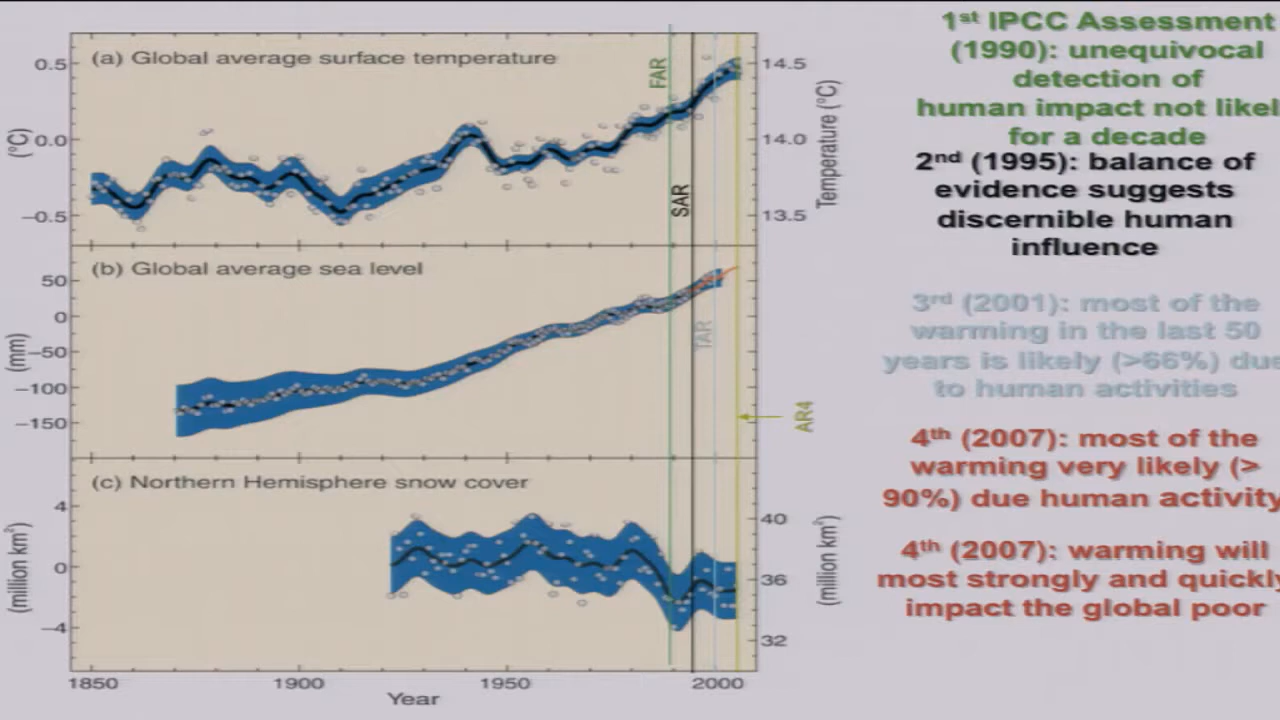 1st IPCC Assessment
(1990): unequivocal
detection of
human impact not likel
for a decade
2nd (1995): balance of
evidence suggests
discernible human
influence
3rd (2001): most of the
warming in the last 50
years is likely (>66%) due
to human activities
4th (2007): most of the
warming very likely (>
90%) due human activity
4th (2007): warming will
most strongly and quickly
impact the global poor
(a) Global average surface temperature
0.5
0.0
−0.5
(°C)
14.5
14.0
13.5
Temperature (°C)
FAR
SAR
(b) Global average sea level
50
0
−50
−100
−150
(mm)
TAR
AR4
(c) Northern Hemisphere snow cover
4
0
−4
(million km²)
40
36
32
(million km²)
1850 1900 1950 2000
Year